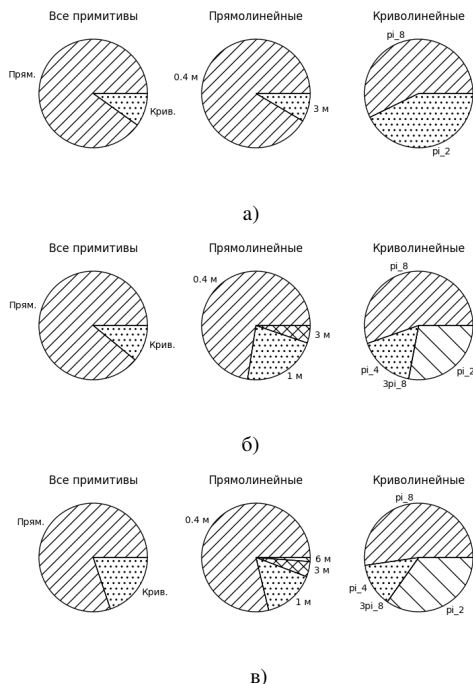 Все примитивы
Прямолинейные
Криволинейные
Прям.
Крив.
0.4 м
3 м
pi_8
pi_2
а)
Все примитивы
Прямолинейные
Криволинейные
Прям.
Крив.
0.4 м
1 м
3 м
pi_8
pi_4
3pi_8
pi_2
б)
Все примитивы
Прямолинейные
Криволинейные
Прям.
Крив.
0.4 м
1 м
3 м
6 м
pi_8
pi_4
3pi_8
pi_2
в)